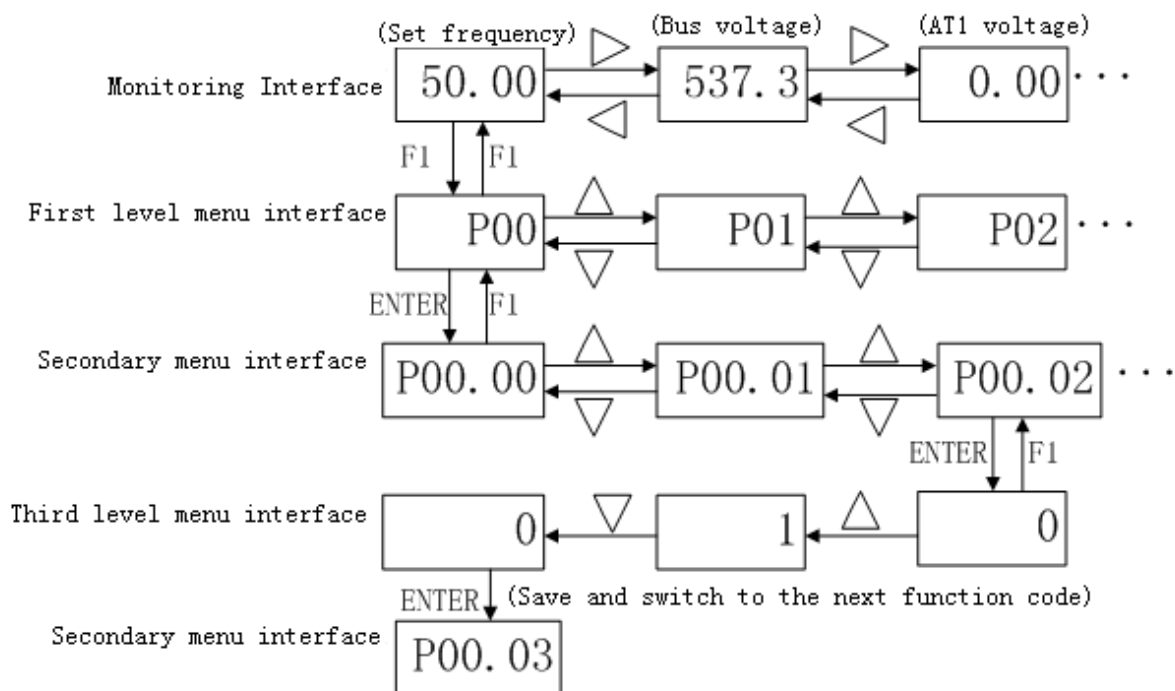 (Set frequency) (Bus voltage) (AT1 voltage)
Monitoring Interface 50.00 537.3 0.00 ...
F1 F1
First level menu interface P00 P01 P02 ...
ENTER F1
Secondary menu interface P00.00 P00.01 P00.02 ...
ENTER F1
Third level menu interface 0 1 0
ENTER (Save and switch to the next function code)
Secondary menu interface P00.03